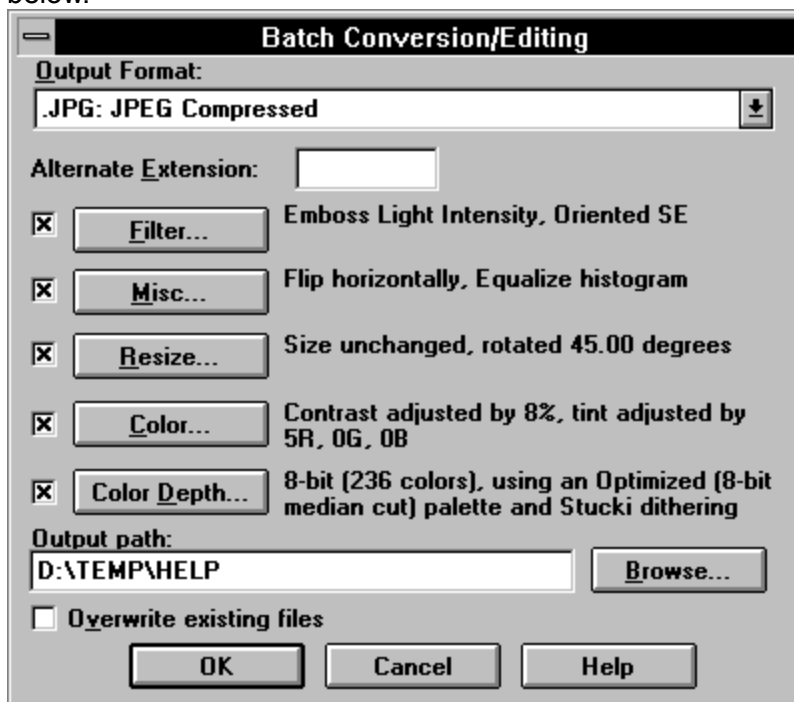 below.
Batch Conversion/Editing
Output Format:
.JPG: JPEG Compressed
Alternate Extension:
Filter... Emboss Light Intensity, Oriented SE
Misc... Flip horizontally, Equalize histogram
Resize... Size unchanged, rotated 45.00 degrees
Color... Contrast adjusted by 8%, tint adjusted by
5R, 0G, 0B
Color Depth... 8-bit (236 colors), using an Optimized (8-bit
median cut) palette and Stucki dithering
Output path:
D:\TEMP\HELP Browse...
Overwrite existing files
OK Cancel Help